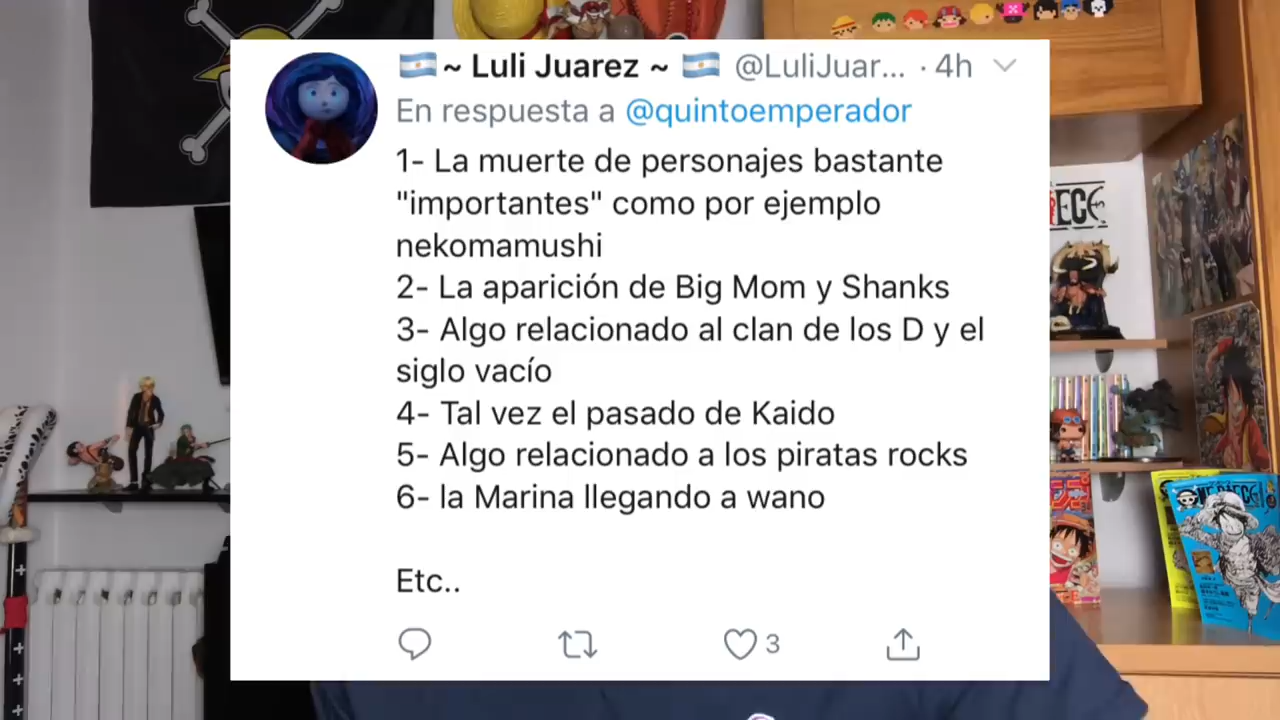 🇦🇷 ~ Luli Juarez ~ 🇦🇷 @LuliJuar... · 4h
En respuesta a @quintoemperador
1- La muerte de personajes bastante
"importantes" como por ejemplo
nekomamushi
2- La aparición de Big Mom y Shanks
3- Algo relacionado al clan de los D y el
siglo vacío
4- Tal vez el pasado de Kaido
5- Algo relacionado a los piratas rocks
6- la Marina llegando a wano
Etc..
3
ONE PIECE